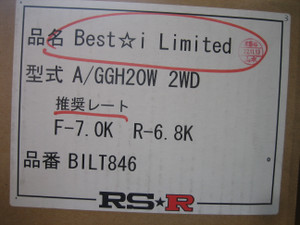 品名 Best☆i Limited
型式 A/GGH20W 2WD
推奨レート
F-7.0K R-6.8K
品番 BILT846
RS★R